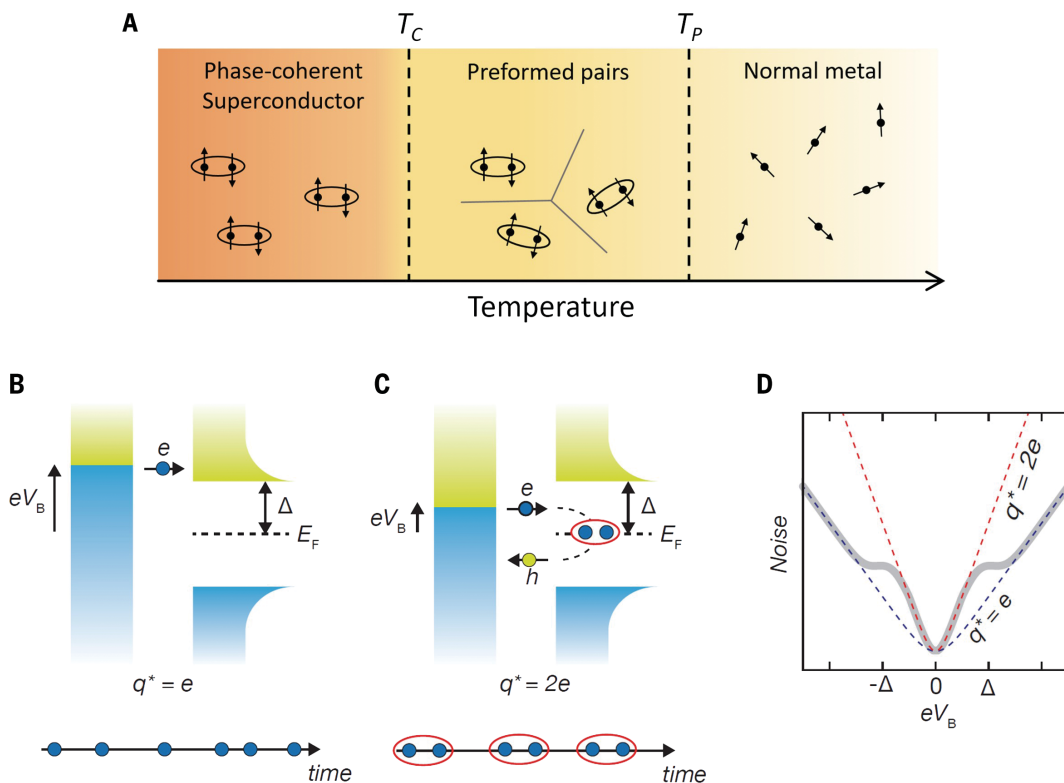 A
T_C
T_P
Phase-coherent
Superconductor
Preformed pairs
Normal metal
Temperature
B
C
D
e
eV_B
Δ
E_F
q* = e
time
e
eV_B
Δ
E_F
h
q* = 2e
time
Noise
q* = 2e
q* = e
-Δ
0
Δ
eV_B